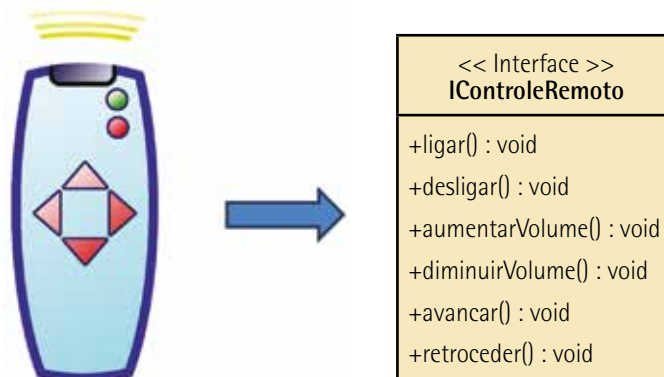 << Interface >>
IControleRemoto
+ligar() : void
+desligar() : void
+aumentarVolume() : void
+diminuirVolume() : void
+avancar() : void
+retroceder() : void